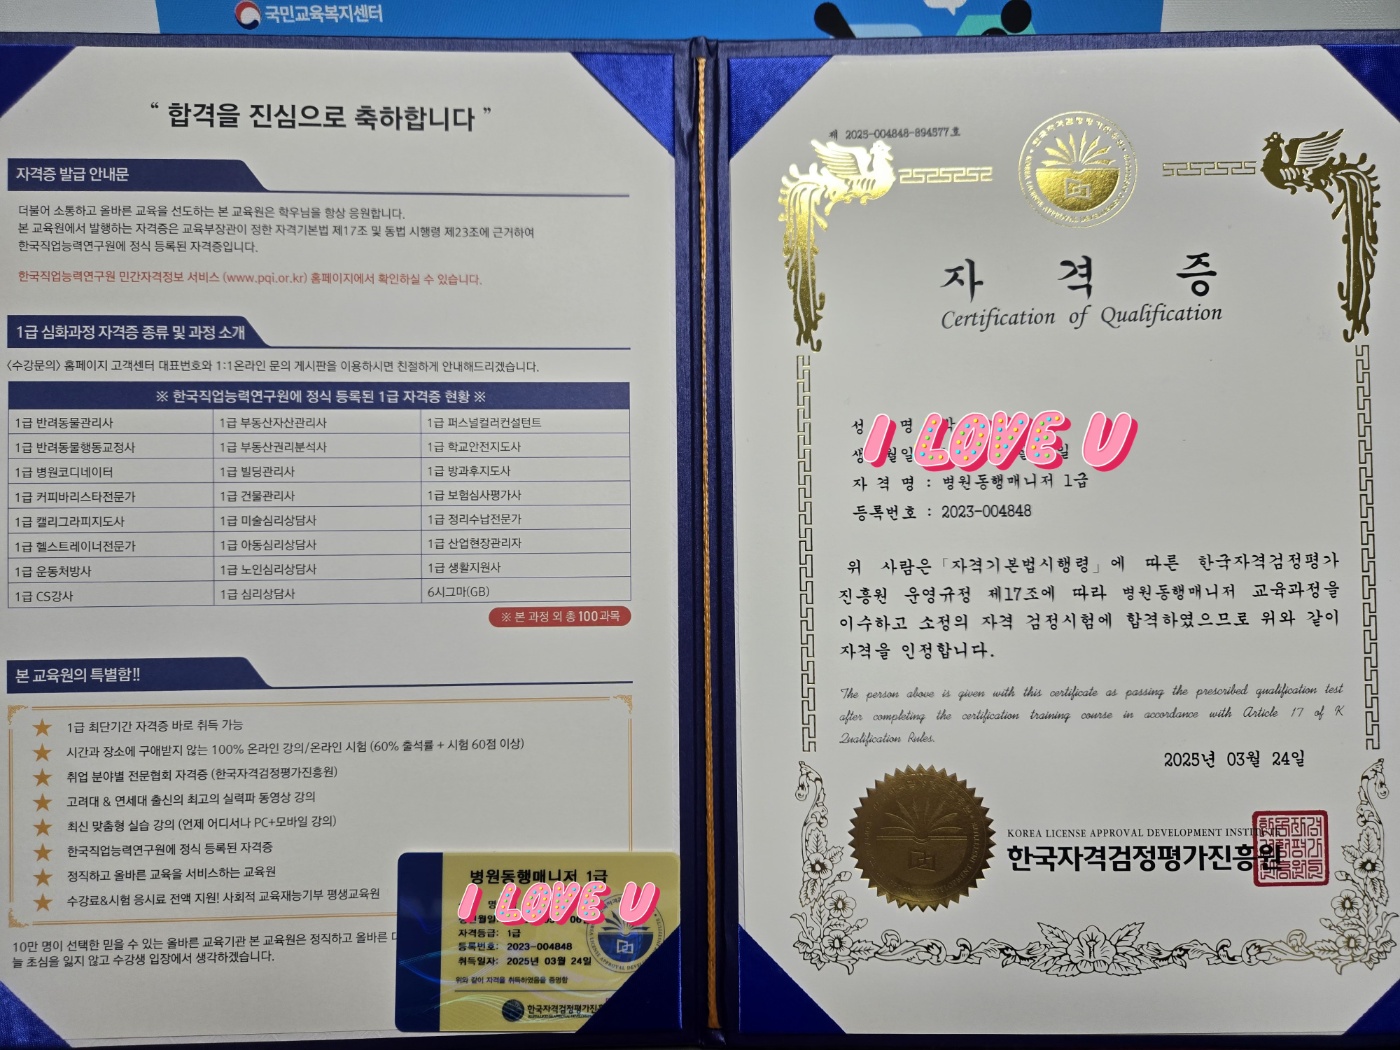 국민교육복지센터
“ 합격을 진심으로 축하합니다 ”
자격증 발급 안내문
더불어 소통하고 올바른 교육을 선도하는 본 교육원은 학우님을 항상 응원합니다.
본 교육원에서 발행하는 자격증은 교육부장관이 정한 자격기본법 제17조 및 동법 시행령 제23조에 근거하여
한국직업능력연구원에 정식 등록된 자격증입니다.
한국직업능력연구원 민간자격정보 서비스 (www.pqi.or.kr) 홈페이지에서 확인하실 수 있습니다.
1급 심화과정 자격증 종류 및 과정 소개
<수강문의> 홈페이지 고객센터 대표번호와 1:1온라인 문의 게시판을 이용하시면 친절하게 안내해드리겠습니다.
※ 한국직업능력연구원에 정식 등록된 1급 자격증 현황 ※
1급 반려동물관리사 1급 부동산자산관리사 1급 퍼스널컬러컨설턴트
1급 반려동물행동교정사 1급 부동산권리분석사 1급 학교안전지도사
1급 병원코디네이터 1급 빌딩관리사 1급 방과후지도사
1급 커피바리스타전문가 1급 건물관리사 1급 보험심사평가사
1급 캘리그라피지도사 1급 미술심리상담사 1급 정리수납전문가
1급 헬스트레이너전문가 1급 아동심리상담사 1급 산업현장관리자
1급 운동처방사 1급 노인심리상담사 1급 생활지원사
1급 CS강사 1급 심리상담사 6시그마(GB)
※ 본 과정 외 총 100과목
본 교육원의 특별함!!
★ 1급 최단기간 자격증 바로 취득 가능
★ 시간과 장소에 구애받지 않는 100% 온라인 강의/온라인 시험 (60% 출석률 + 시험 60점 이상)
★ 취업 분야별 전문협회 자격증 (한국자격검정평가진흥원)
★ 고려대 & 연세대 출신의 최고의 실력파 동영상 강의
★ 최신 맞춤형 실습 강의 (언제 어디서나 PC+모바일 강의)
★ 한국직업능력연구원에 정식 등록된 자격증
★ 정직하고 올바른 교육을 서비스하는 교육원
★ 수강료&시험 응시료 전액 지원! 사회적 교육재능기부 평생교육원
10만 명이 선택한 믿을 수 있는 올바른 교육기관 본 교육원은 정직하고 올바른
늘 초심을 잃지 않고 수강생 입장에서 생각하겠습니다.
병원동행매니저 1급
I LOVE U
자격등급: 1급
등록번호: 2023-004848
취득일자: 2025년 03월 24일
위와 같이 자격을 취득하였음을 증명함
한국자격검정평가진흥
제 2025-004848-894577호
자 격 증
Certification of Qualification
성 명
I LOVE U
자 격 명 : 병원동행매니저 1급
등록번호 : 2023-004848
위 사람은 「자격기본법시행령」에 따른 한국자격검정평가
진흥원 운영규정 제17조에 따라 병원동행매니저 교육과정을
이수하고 소정의 자격 검정시험에 합격하였으므로 위와 같이
자격을 인정합니다.
The person above is given with this certificate as passing the prescribed qualification test
after completing the certification training course in accordance with Article 17 of K
Qualification Rules.
2025년 03월 24일
KOREA LICENSE APPROVAL DEVELOPMENT INSTITUTE
한국자격검정평가진흥원